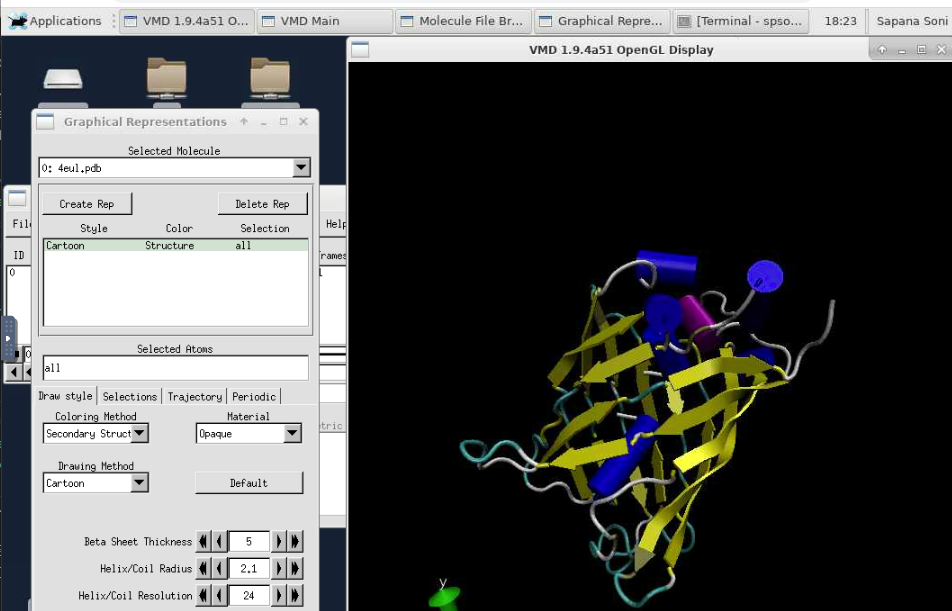 Applications VMD 1.9.4a51 O... VMD Main Molecule File Br... Graphical Repre... [Terminal - spso... 18:23 Sapana Soni
VMD 1.9.4a51 OpenGL Display
Graphical Representations
Selected Molecule
0: 4eul.pdb
Create Rep Delete Rep
Style Color Selection
Cartoon Structure all
Fil Help
ID rames
0
Selected Atoms
all
Draw style Selections Trajectory Periodic
Coloring Method Material
Secondary Struct Opaque
Drawing Method
Cartoon Default
Beta Sheet Thickness 5
Helix/Coil Radius 2.1
Helix/Coil Resolution 24
y